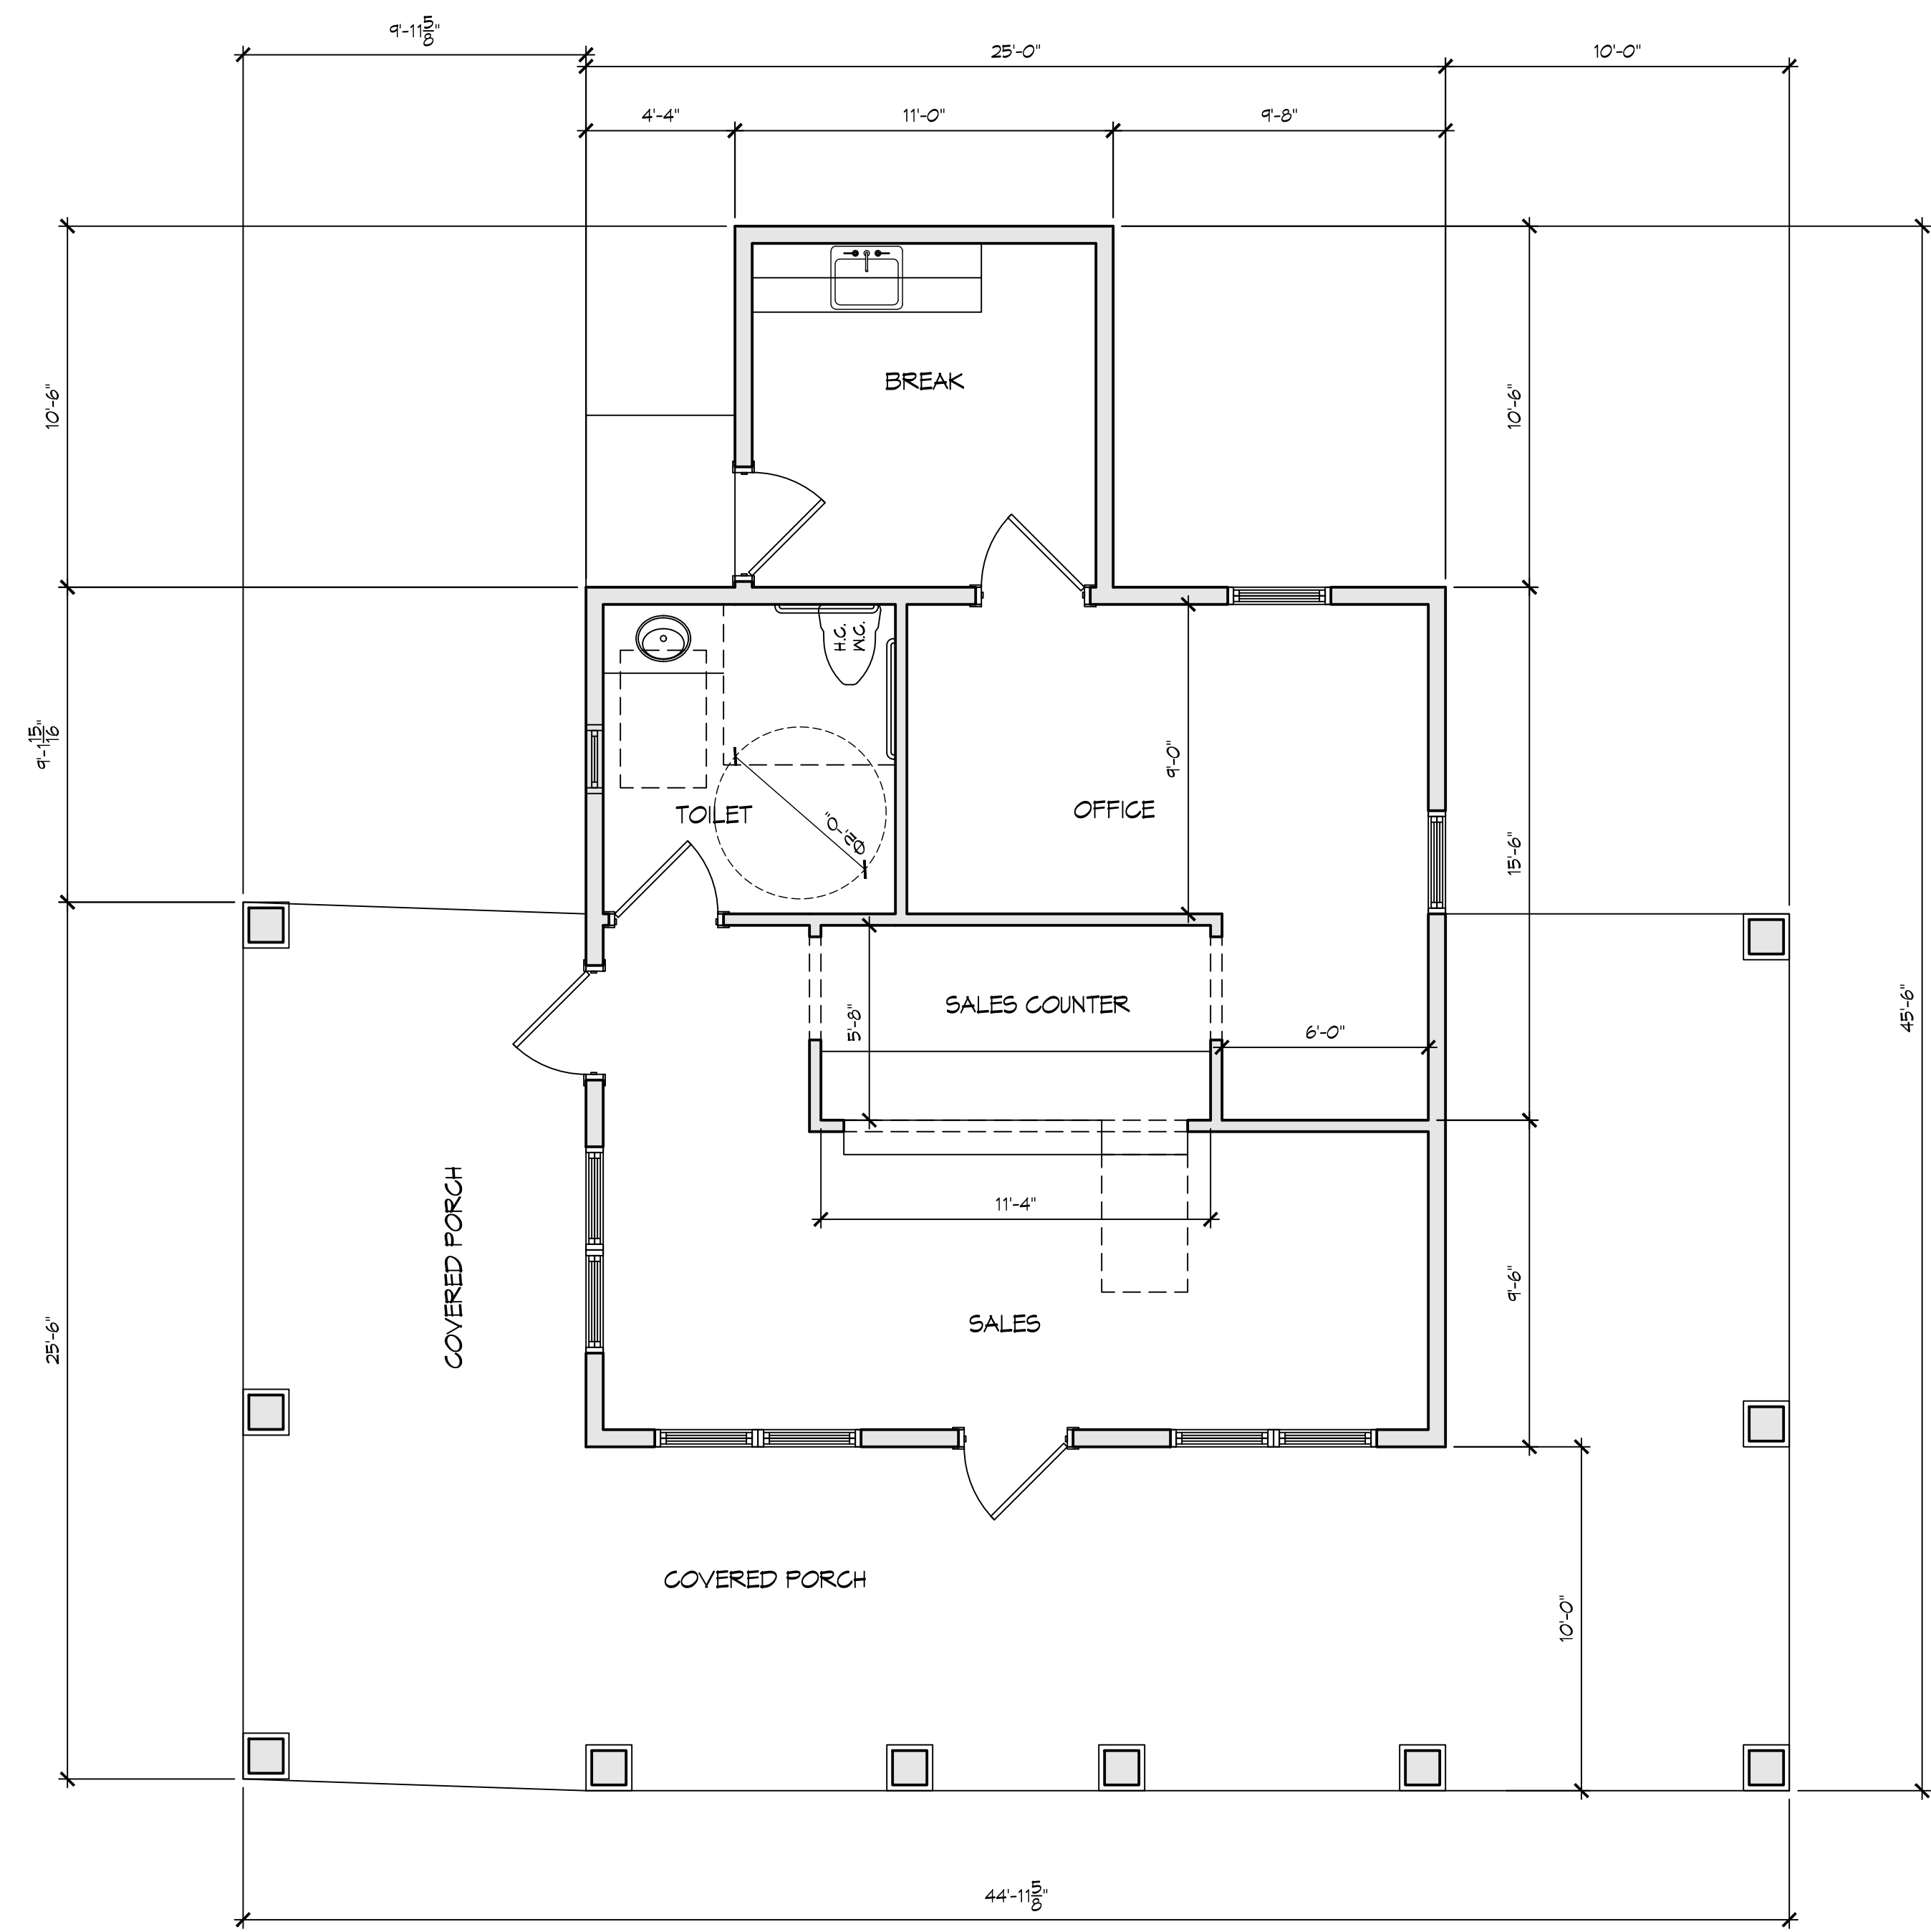 9'-11 5/8"
25'-0"
10'-0"
4'-4"
11'-0"
9'-8"
BREAK
10'-6"
10'-6"
H.C.
W.C.
9'-1 15/16"
9'-0"
TOILET
5'-0"
Ø
OFFICE
15'-6"
SALES COUNTER
5'-8"
6'-0"
45'-6"
11'-4"
COVERED PORCH
SALES
9'-6"
25'-6"
COVERED PORCH
10'-0"
44'-11 5/8"